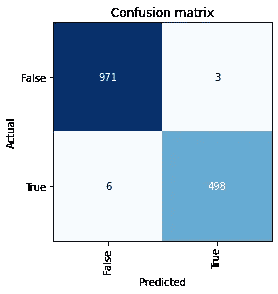 Confusion matrix
Actual
False
971
3
True
6
498
False
True
Predicted